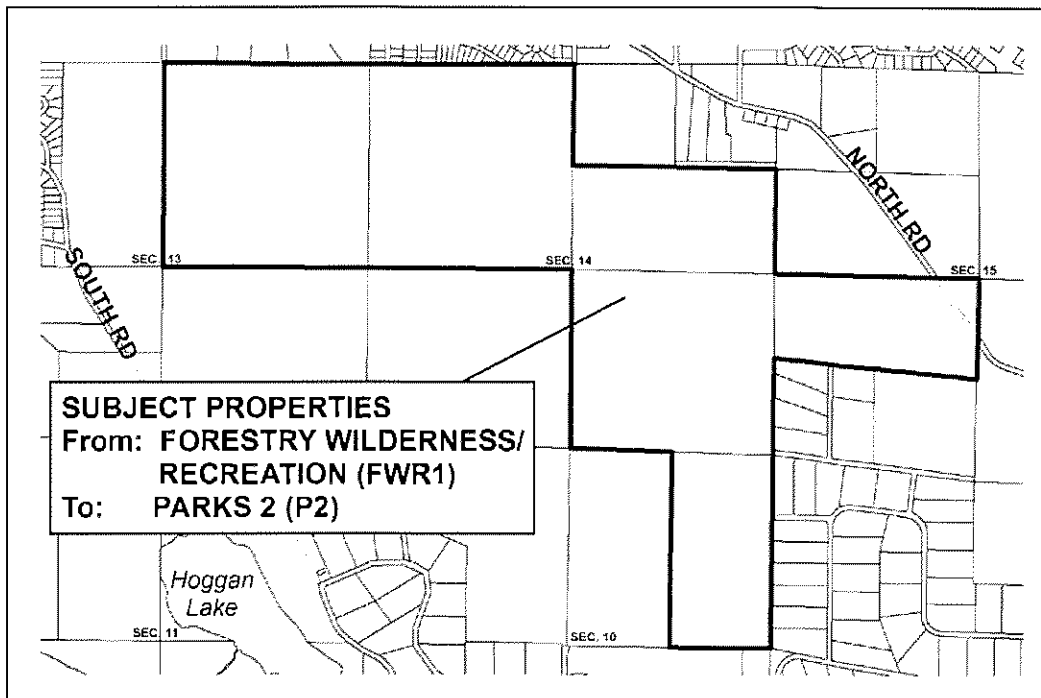 NORTH RD
SOUTH RD
SEC. 13
SEC. 14
SEC. 15
SUBJECT PROPERTIES
From: FORESTRY WILDERNESS/
RECREATION (FWR1)
To: PARKS 2 (P2)
Hoggan
Lake
SEC. 11
SEC. 10